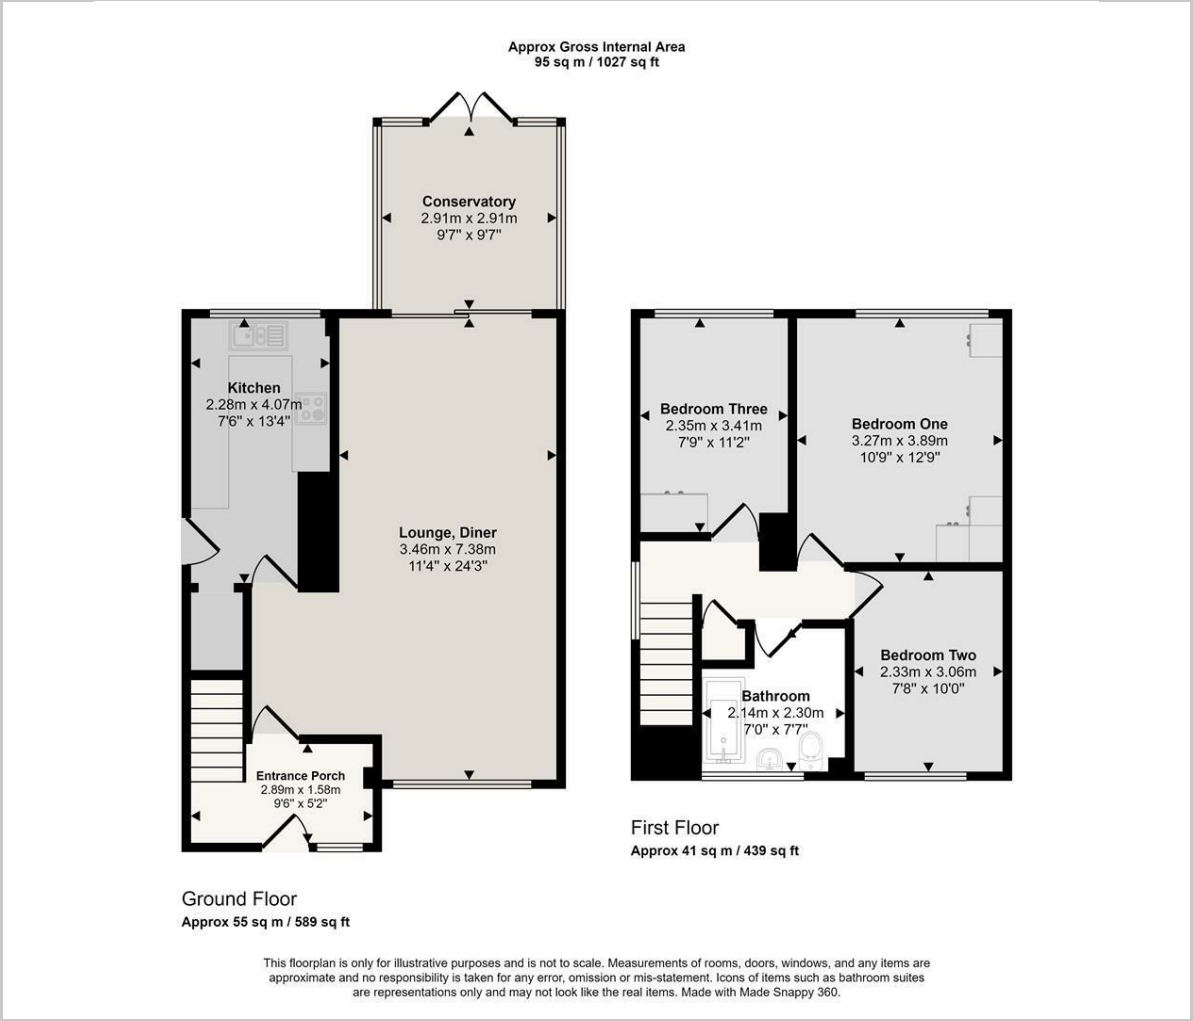 Approx Gross Internal Area
95 sq m / 1027 sq ft
Conservatory
2.91m x 2.91m
9'7" x 9'7"
Kitchen
2.28m x 4.07m
7'6" x 13'4"
Lounge, Diner
3.46m x 7.38m
11'4" x 24'3"
Entrance Porch
2.89m x 1.58m
9'6" x 5'2"
Ground Floor
Approx 55 sq m / 589 sq ft
Bedroom Three
2.35m x 3.41m
7'9" x 11'2"
Bedroom One
3.27m x 3.89m
10'9" x 12'9"
Bedroom Two
2.33m x 3.06m
7'8" x 10'0"
Bathroom
2.14m x 2.30m
7'0" x 7'7"
First Floor
Approx 41 sq m / 439 sq ft
This floorplan is only for illustrative purposes and is not to scale. Measurements of rooms, doors, windows, and any items are
approximate and no responsibility is taken for any error, omission or mis-statement. Icons of items such as bathroom suites
are representations only and may not look like the real items. Made with Made Snappy 360.